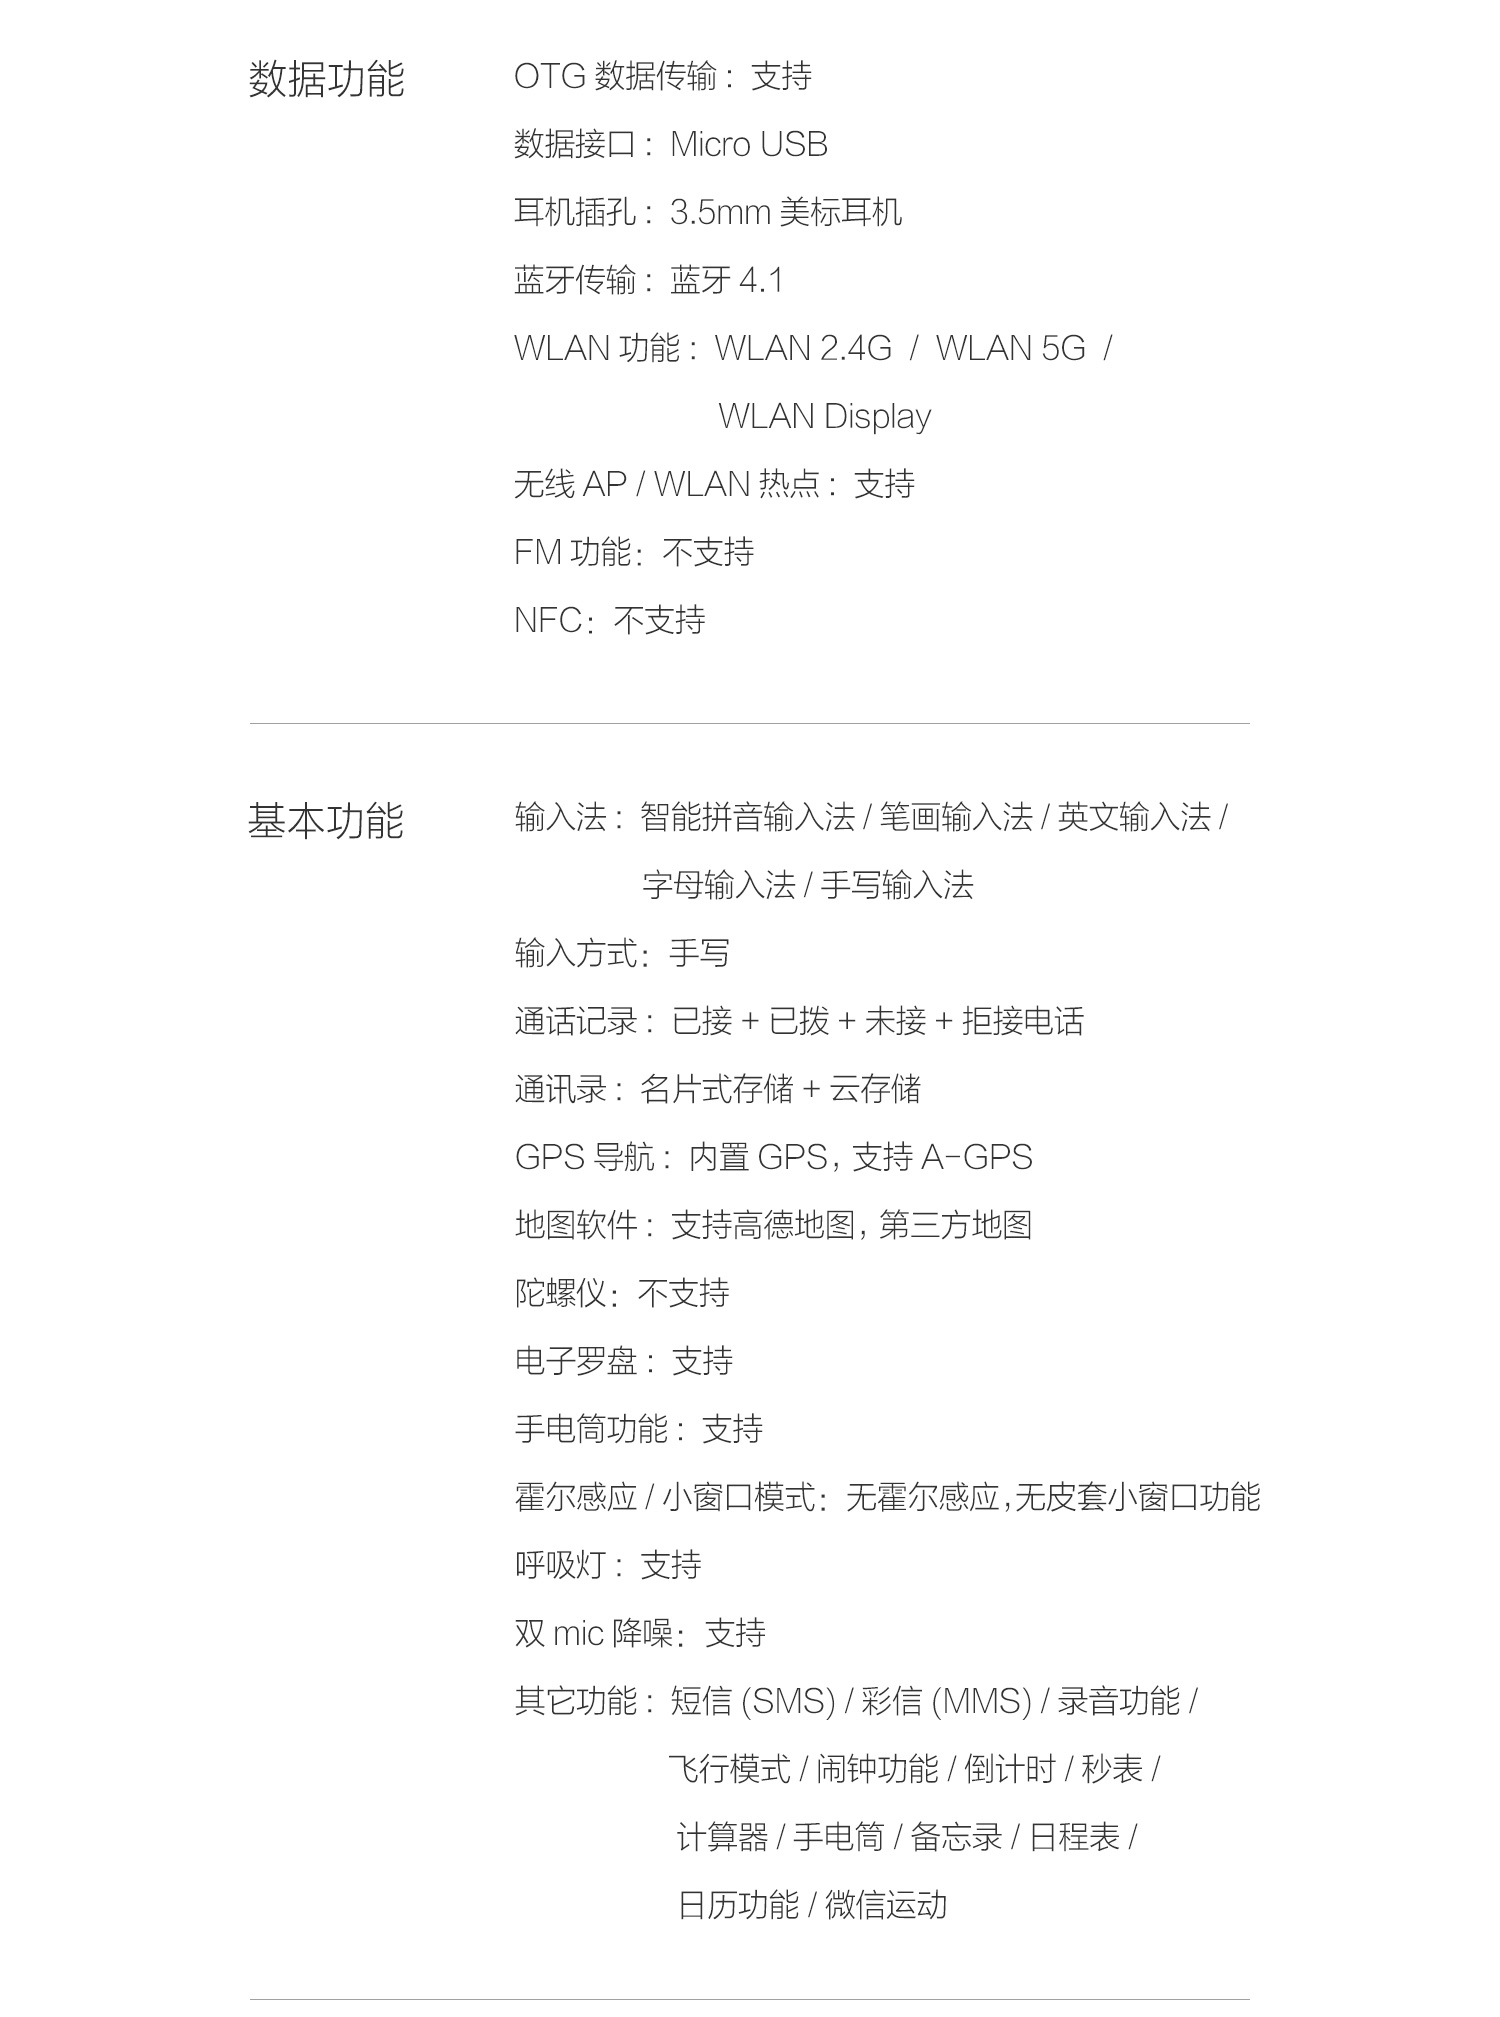 数据功能
OTG 数据传输：支持
数据接口：Micro USB
耳机插孔：3.5mm 美标耳机
蓝牙传输：蓝牙 4.1
WLAN 功能：WLAN 2.4G / WLAN 5G /
WLAN Display
无线 AP / WLAN 热点：支持
FM 功能：不支持
NFC：不支持
基本功能
输入法：智能拼音输入法 / 笔画输入法 / 英文输入法 /
字母输入法 / 手写输入法
输入方式：手写
通话记录：已接 + 已拨 + 未接 + 拒接电话
通讯录：名片式存储 + 云存储
GPS 导航：内置 GPS, 支持 A-GPS
地图软件：支持高德地图, 第三方地图
陀螺仪：不支持
电子罗盘：支持
手电筒功能：支持
霍尔感应 / 小窗口模式：无霍尔感应,无皮套小窗口功能
呼吸灯：支持
双 mic 降噪：支持
其它功能：短信 (SMS) / 彩信 (MMS) / 录音功能 /
飞行模式 / 闹钟功能 / 倒计时 / 秒表 /
计算器 / 手电筒 / 备忘录 / 日程表 /
日历功能 / 微信运动